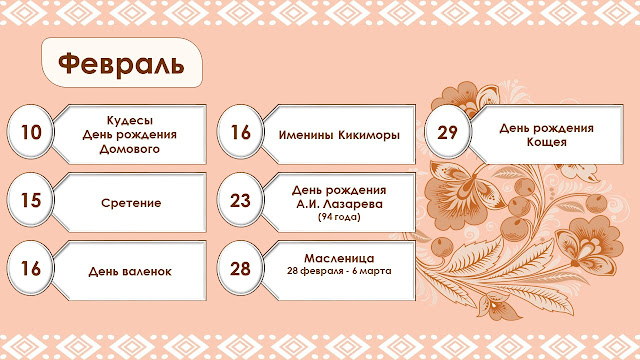 Февраль
10
Кудесы
День рождения
Домового
15
Сретение
16
День валенок
16
Именины Кикиморы
23
День рождения
А.И. Лазарева
(94 года)
28
Масленица
28 февраля - 6 марта
29
День рождения
Кощея